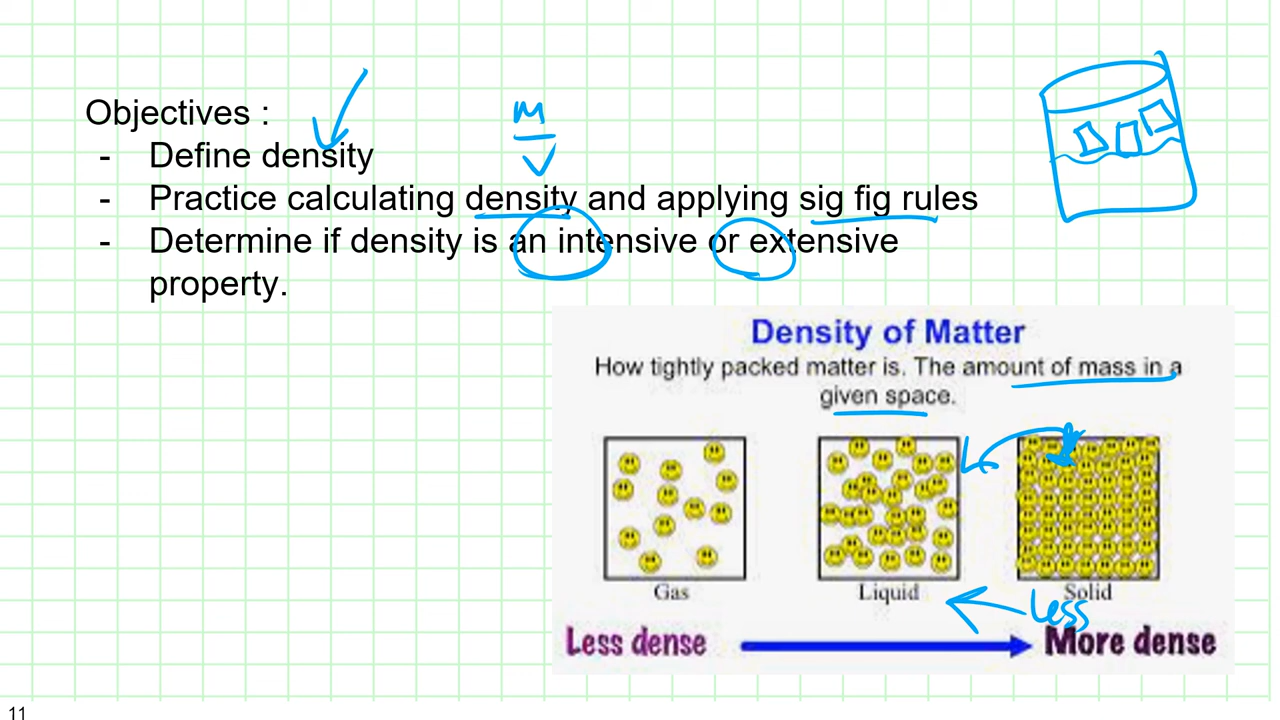 Objectives :
- Define density
m
V
- Practice calculating density and applying sig fig rules
- Determine if density is an intensive or extensive
property.
Density of Matter
How tightly packed matter is. The amount of mass in a
given space.
Gas Liquid Solid
Less
Less dense More dense
11